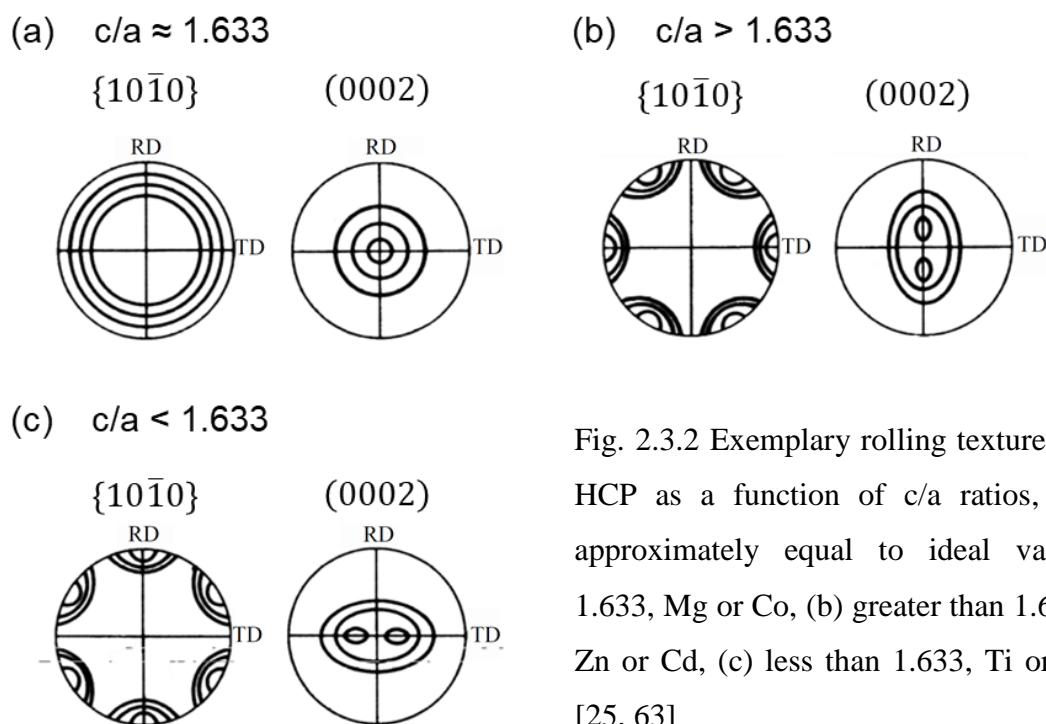 (a) c/a ≈ 1.633
{101̅0} (0002)
RD RD
TD TD
(b) c/a > 1.633
{101̅0} (0002)
RD RD
TD TD
(c) c/a < 1.633
{101̅0} (0002)
RD RD
TD TD
Fig. 2.3.2 Exemplary rolling texture
HCP as a function of c/a ratios,
approximately equal to ideal va
1.633, Mg or Co, (b) greater than 1.6
Zn or Cd, (c) less than 1.633, Ti or
[25, 63]